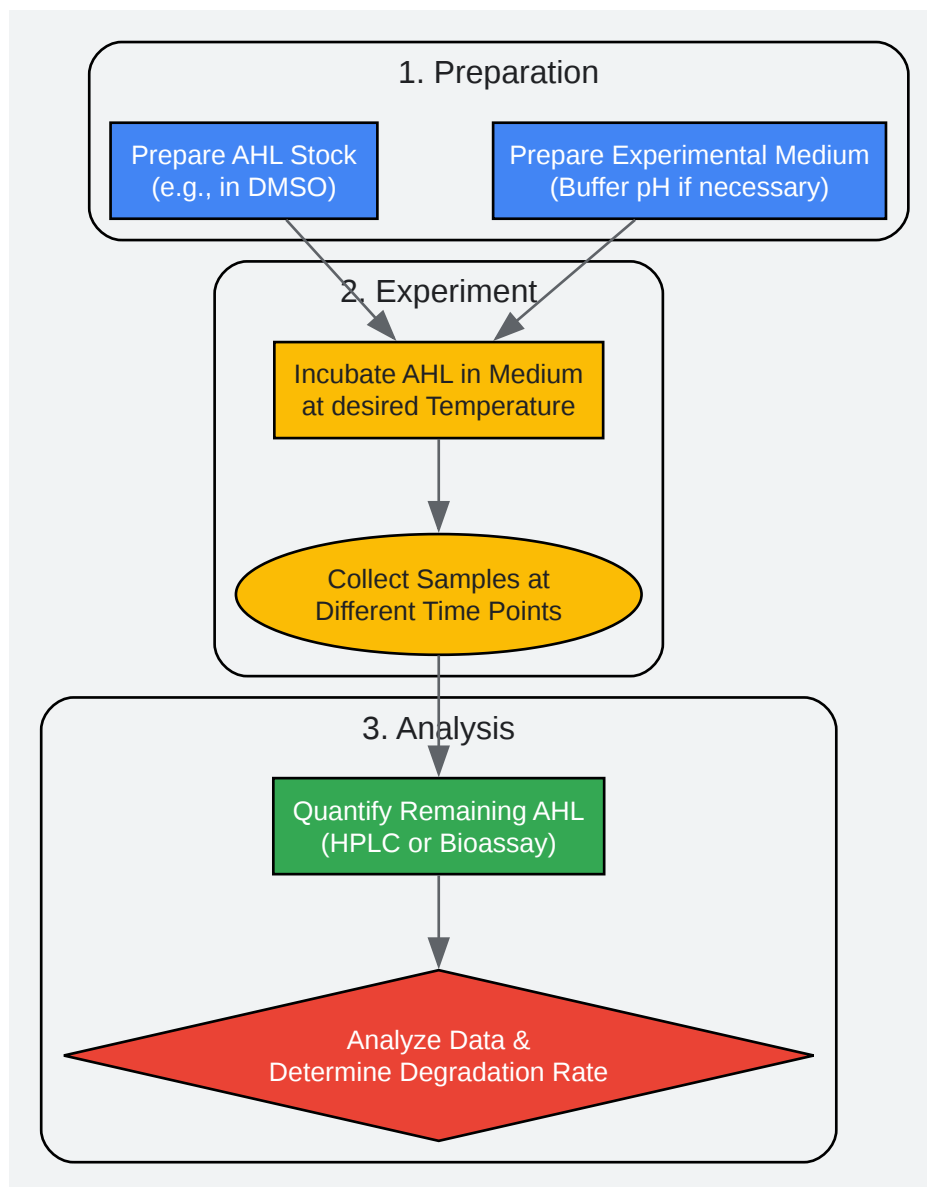 1. Preparation
Prepare AHL Stock
(e.g., in DMSO)
Prepare Experimental Medium
(Buffer pH if necessary)
2. Experiment
Incubate AHL in Medium
at desired Temperature
Collect Samples at
Different Time Points
3. Analysis
Quantify Remaining AHL
(HPLC or Bioassay)
Analyze Data &
Determine Degradation Rate